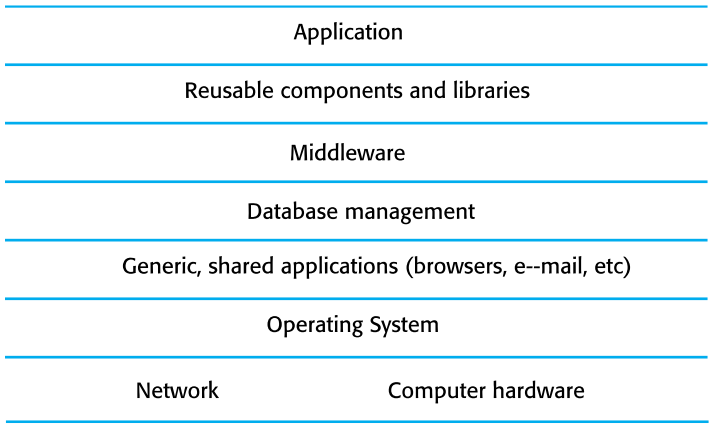 Application
Reusable components and libraries
Middleware
Database management
Generic, shared applications (browsers, e--mail, etc)
Operating System
Network Computer hardware